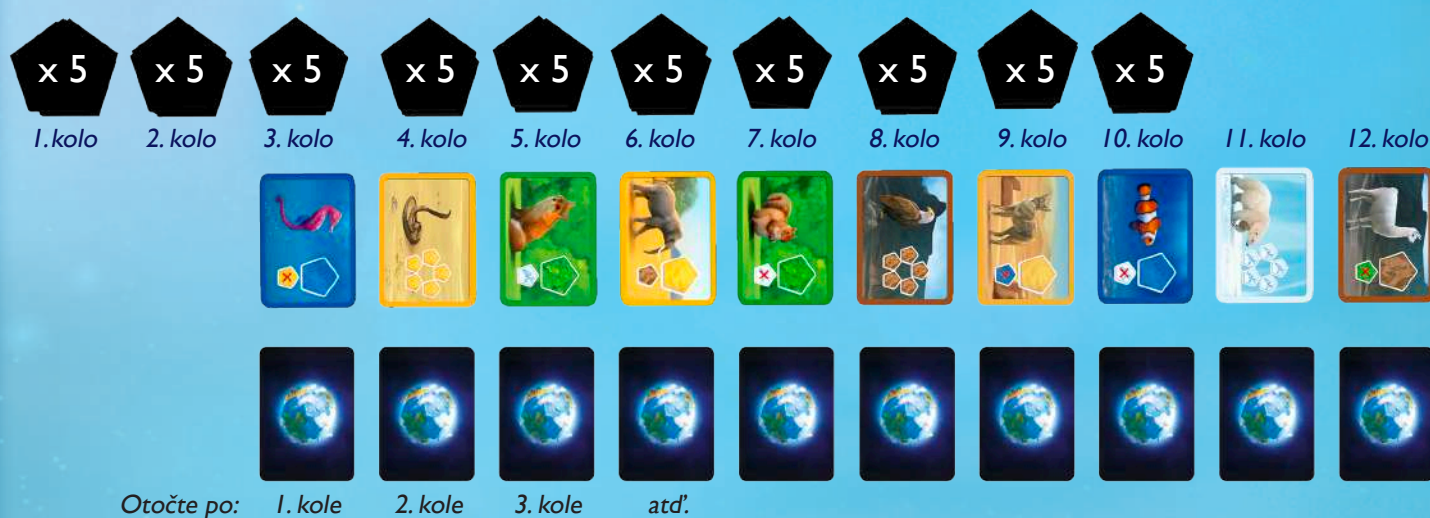 x 5 x 5 x 5 x 5 x 5 x 5 x 5 x 5 x 5 x 5
1. kolo 2. kolo 3. kolo 4. kolo 5. kolo 6. kolo 7. kolo 8. kolo 9. kolo 10. kolo 11. kolo 12. kolo
Otočte po: 1. kole 2. kole 3. kole atď.